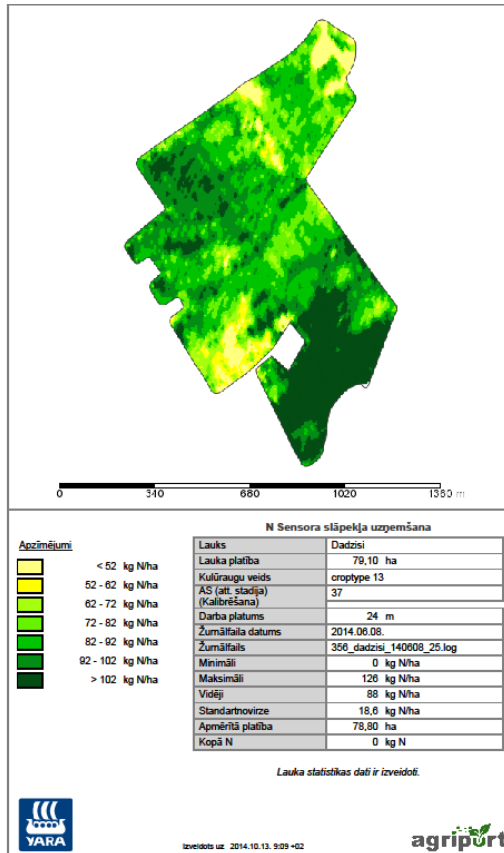 0 340 680 1020 1360 m
N Sensora slāpekļa uzņemšana
Apzīmējumi
< 52 kg N/ha
52 - 62 kg N/ha
62 - 72 kg N/ha
72 - 82 kg N/ha
82 - 92 kg N/ha
92 - 102 kg N/ha
> 102 kg N/ha
Lauks Dadzisi
Lauka platība 79,10 ha
Kulūraugu veids croptype 13
AS (att. stadija) 37
(Kalibrēšana)
Darba platums 24 m
Žurnālfaila datums 2014.06.08.
Žurnālfails 356_dadzisi_140608_25.log
Minimāli 0 kg N/ha
Maksimāli 126 kg N/ha
Vidēji 88 kg N/ha
Standartnovirze 18,6 kg N/ha
Apmērītā platība 78,80 ha
Kopā N 0 kg N
Lauka statistikas dati ir izveidoti.
YARA
Izveidots uz 2014.10.13. 9:09 +02
agriport